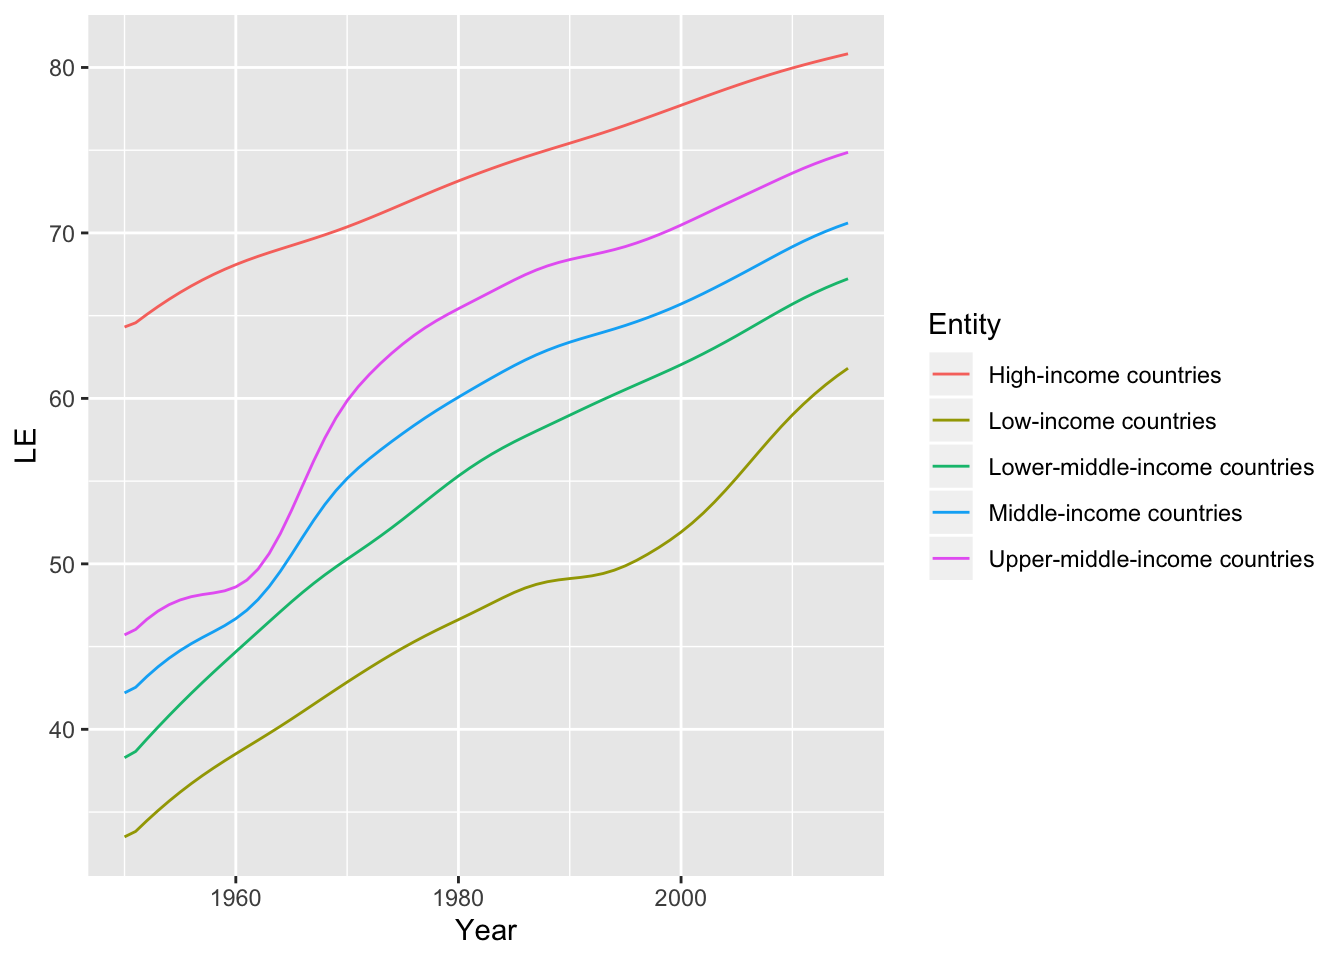 80
70
60
50
40
LE
1960
1980
2000
Year
Entity
High-income countries
Low-income countries
Lower-middle-income countries
Middle-income countries
Upper-middle-income countries